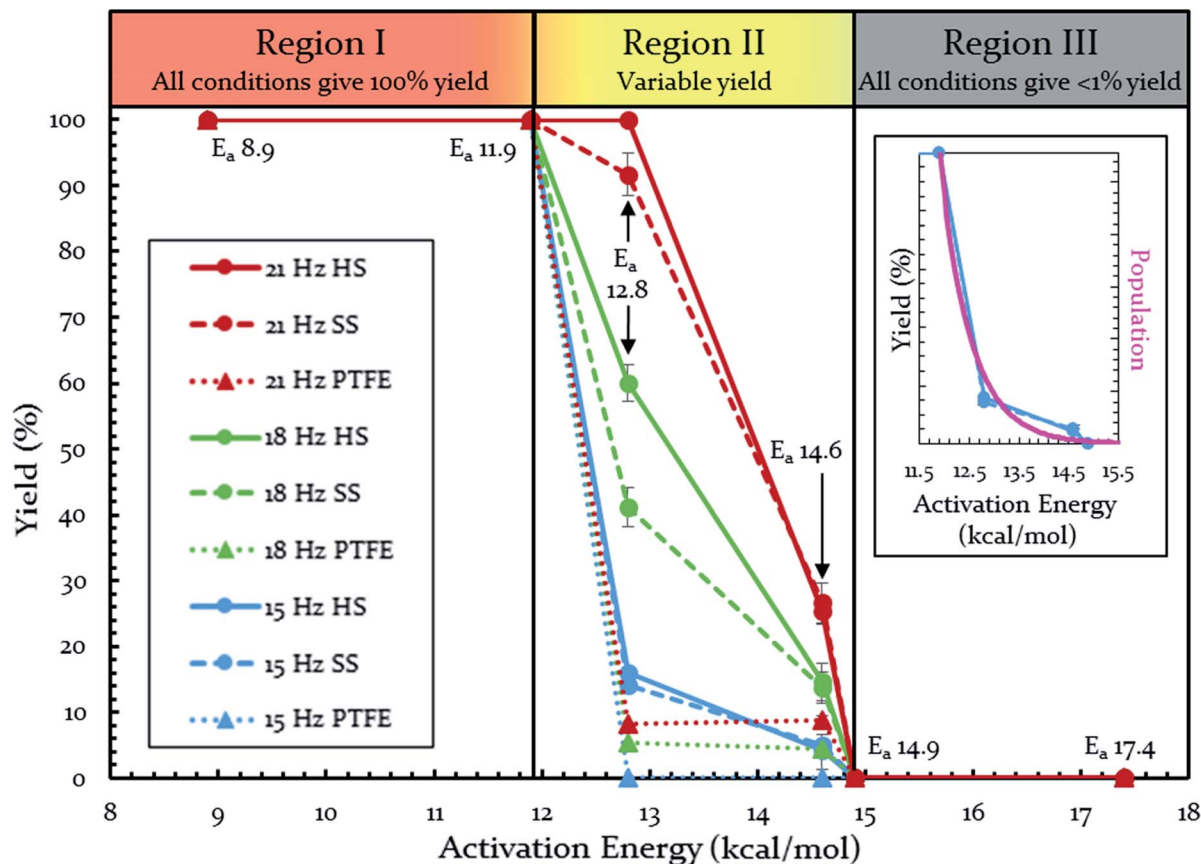 Region I
All conditions give 100% yield
Region II
Variable yield
Region III
All conditions give <1% yield
100
90
80
70
60
50
40
30
20
10
0
Yield (%)
Eₐ 8.9
Eₐ 11.9
Eₐ
12.8
Eₐ 14.6
Eₐ 14.9
Eₐ 17.4
21 Hz HS
21 Hz SS
21 Hz PTFE
18 Hz HS
18 Hz SS
18 Hz PTFE
15 Hz HS
15 Hz SS
15 Hz PTFE
Yield (%)
Population
11.5 12.5 13.5 14.5 15.5
Activation Energy
(kcal/mol)
8 9 10 11 12 13 14 15 16 17 18
Activation Energy (kcal/mol)